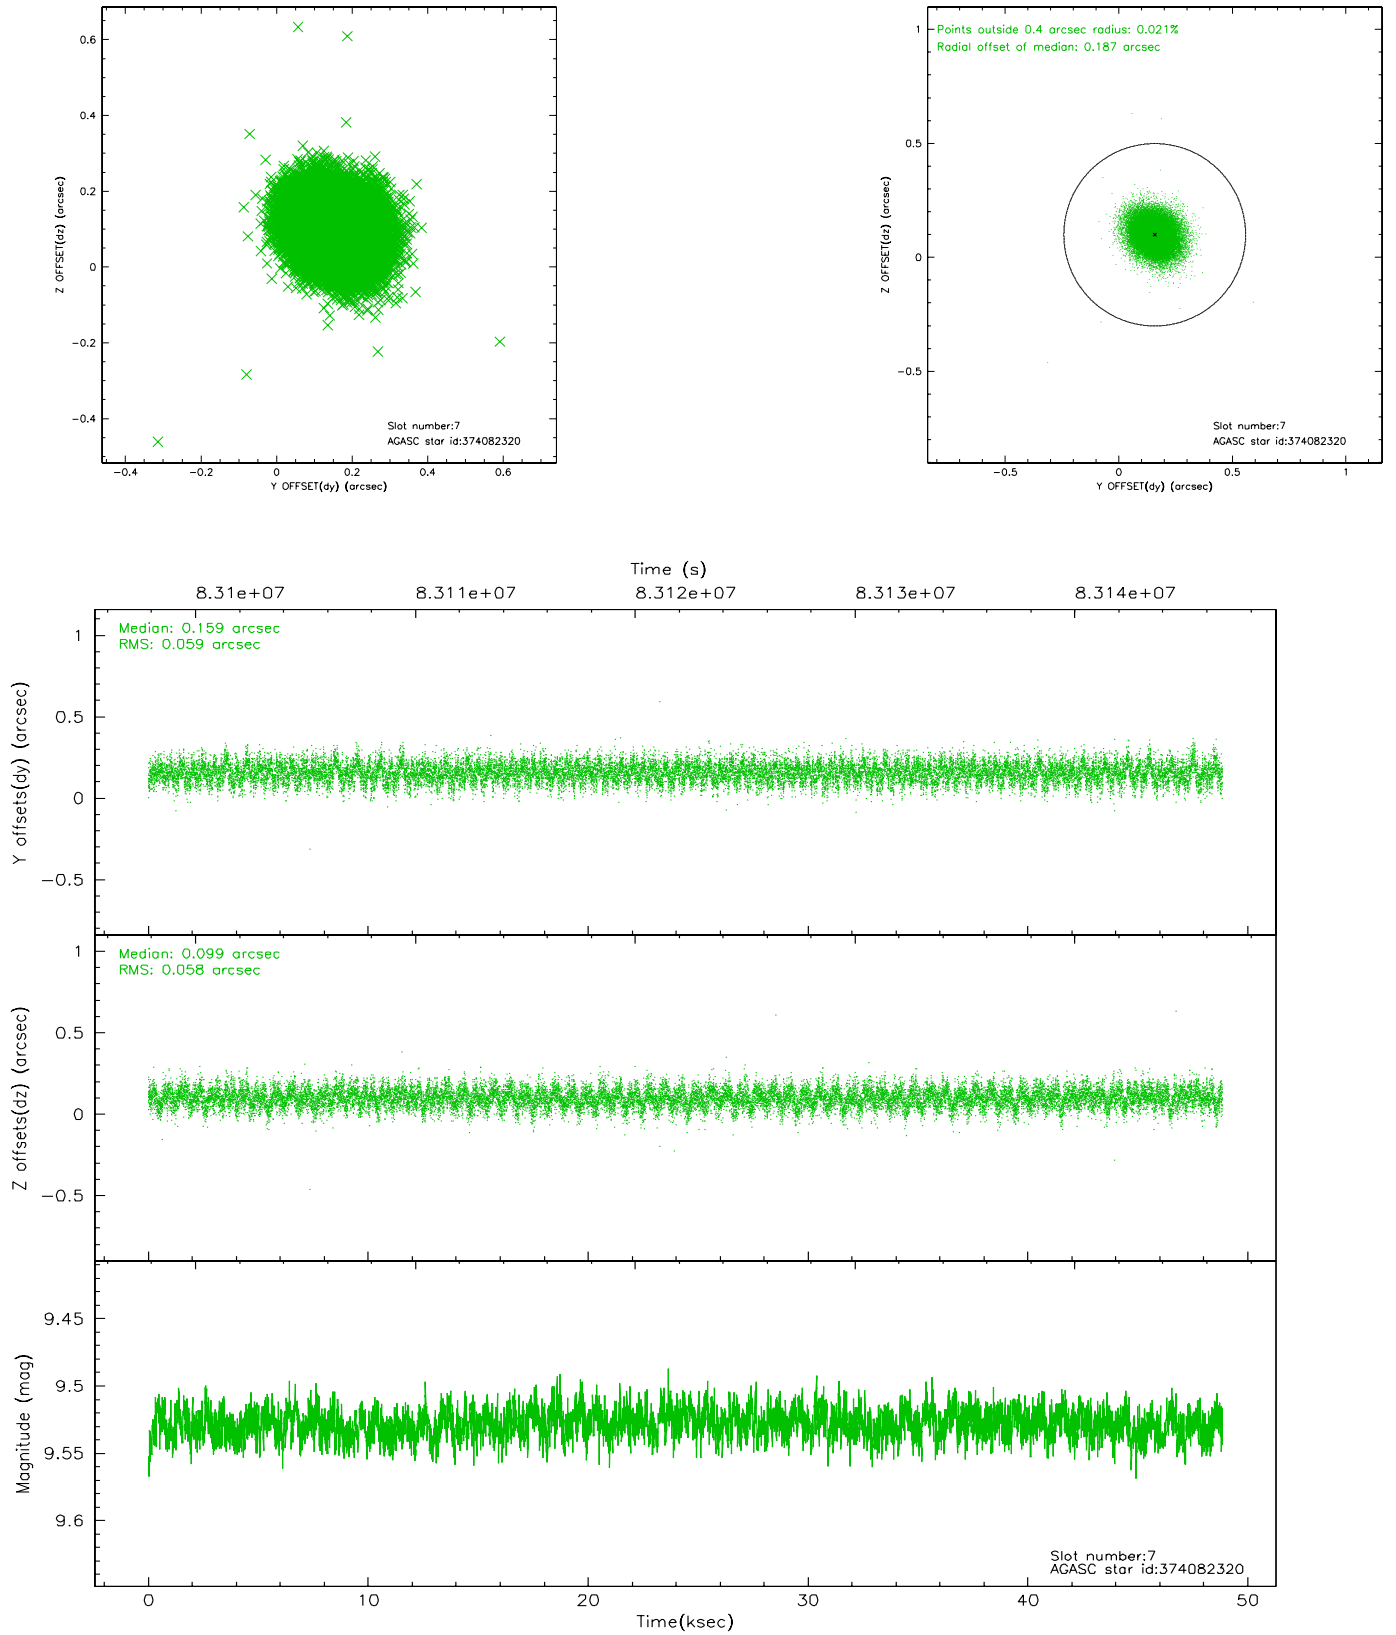 0.6
0.4
0.2
0
−0.2
−0.4
Z OFFSET(dz) (arcsec)
Slot number:7
AGASC star id:374082320
−0.4 −0.2 0 0.2 0.4 0.6
Y OFFSET(dy) (arcsec)
Points outside 0.4 arcsec radius: 0.021%
Radial offset of median: 0.187 arcsec
1
0.5
0
−0.5
Z OFFSET(dz) (arcsec)
Slot number:7
AGASC star id:374082320
−0.5 0 0.5 1
Y OFFSET(dy) (arcsec)
Time (s)
8.31e+07 8.311e+07 8.312e+07 8.313e+07 8.314e+07
Median: 0.159 arcsec
RMS: 0.059 arcsec
1
0.5
0
−0.5
Y offsets(dy) (arcsec)
Median: 0.099 arcsec
RMS: 0.058 arcsec
1
0.5
0
−0.5
Z offsets(dz) (arcsec)
9.45
9.5
9.55
9.6
Magnitude (mag)
Slot number:7
AGASC star id:374082320
0 10 20 30 40 50
Time(ksec)